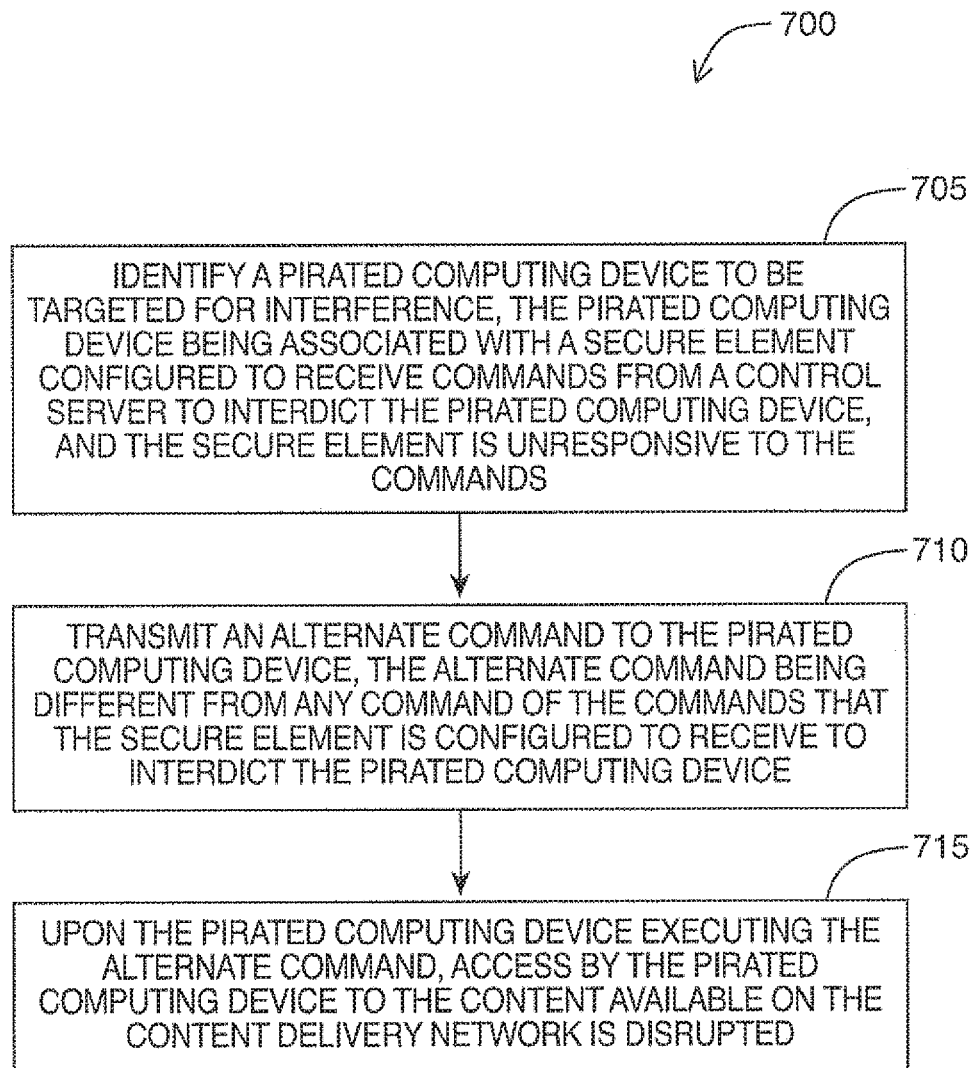 700
705
IDENTIFY A PIRATED COMPUTING DEVICE TO BE
TARGETED FOR INTERFERENCE, THE PIRATED COMPUTING
DEVICE BEING ASSOCIATED WITH A SECURE ELEMENT
CONFIGURED TO RECEIVE COMMANDS FROM A CONTROL
SERVER TO INTERDICT THE PIRATED COMPUTING DEVICE,
AND THE SECURE ELEMENT IS UNRESPONSIVE TO THE
COMMANDS
710
TRANSMIT AN ALTERNATE COMMAND TO THE PIRATED
COMPUTING DEVICE, THE ALTERNATE COMMAND BEING
DIFFERENT FROM ANY COMMAND OF THE COMMANDS THAT
THE SECURE ELEMENT IS CONFIGURED TO RECEIVE TO
INTERDICT THE PIRATED COMPUTING DEVICE
715
UPON THE PIRATED COMPUTING DEVICE EXECUTING THE
ALTERNATE COMMAND, ACCESS BY THE PIRATED
COMPUTING DEVICE TO THE CONTENT AVAILABLE ON THE
CONTENT DELIVERY NETWORK IS DISRUPTED